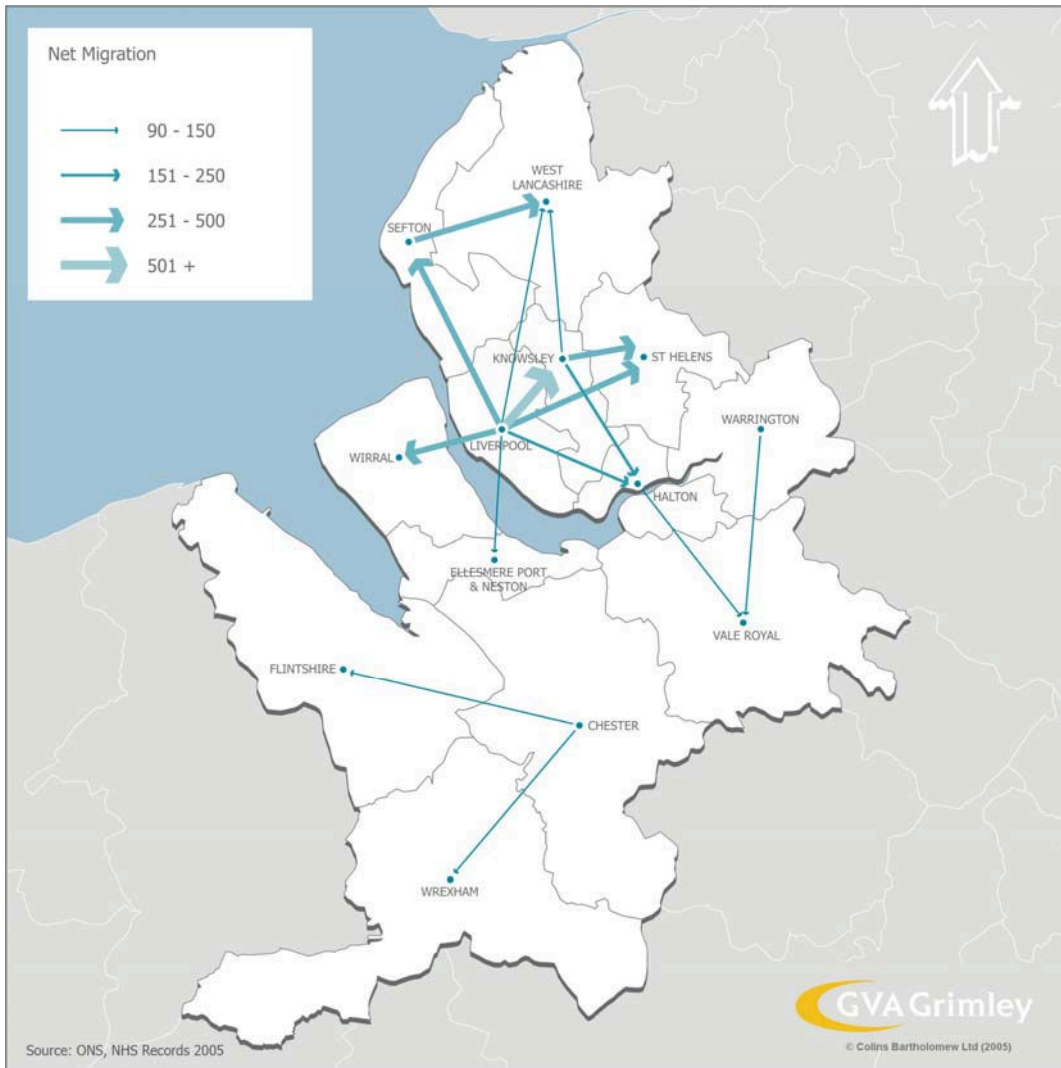 Net Migration
90 - 150
151 - 250
251 - 500
501 +
WEST
LANCASHIRE
SEFTON
KNOWSLEY
ST HELENS
WARRINGTON
LIVERPOOL
WIRRAL
HALTON
ELLESMERE PORT
& NESTON
VALE ROYAL
FLINTSHIRE
CHESTER
WREXHAM
GVA Grimley
Source: ONS, NHS Records 2005
© Colins Bartholomew Ltd (2005)